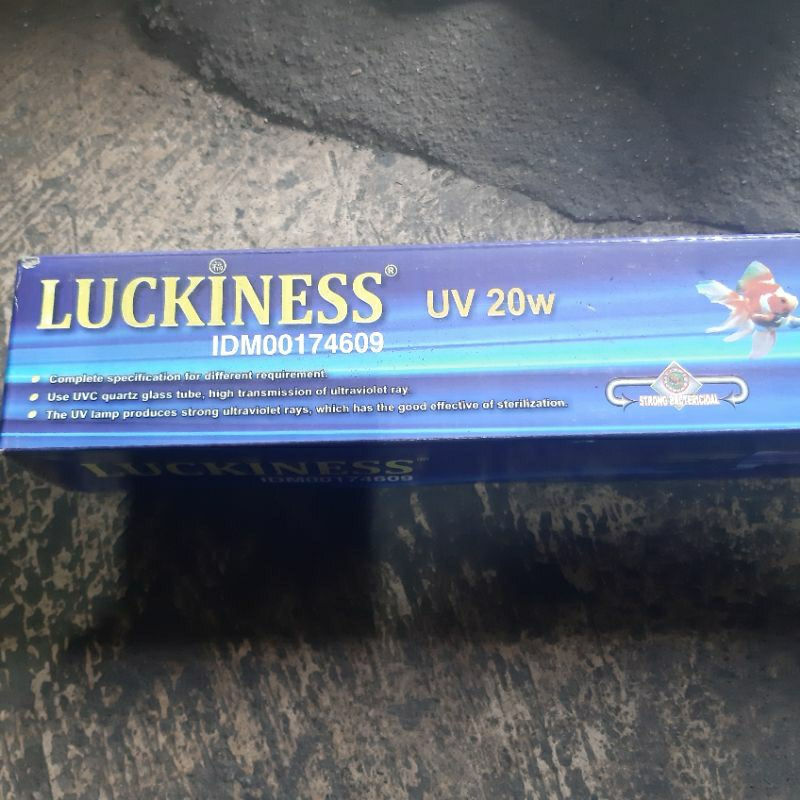 LUCKINESS® UV 20w
IDM00174609
Complete specification for different requirement.
Use UVC quartz glass tube, high transmission of ultraviolet ray.
The UV lamp produces strong ultraviolet rays, which has the good effective of sterilization.
STRONG BACTERICIDAL
LUCKINESS
IDM00174609